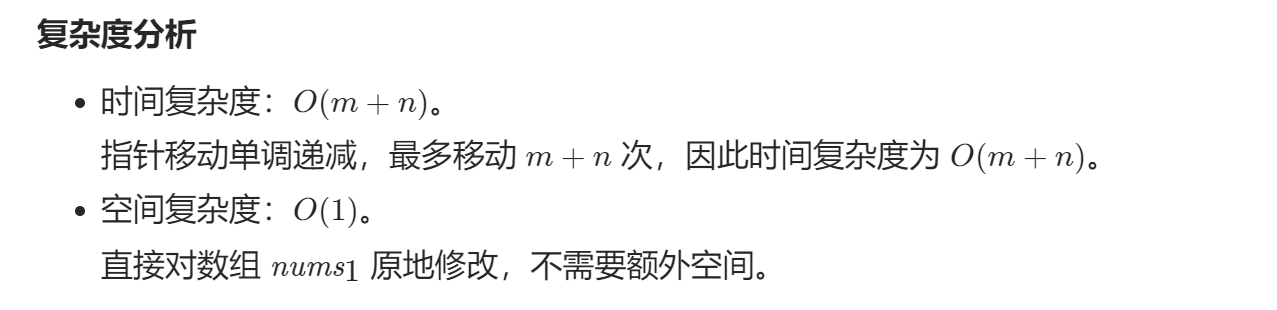 复杂度分析
• 时间复杂度：O(m + n)。
指针移动单调递减，最多移动 m + n 次，因此时间复杂度为 O(m + n)。
• 空间复杂度：O(1)。
直接对数组 nums₁ 原地修改，不需要额外空间。